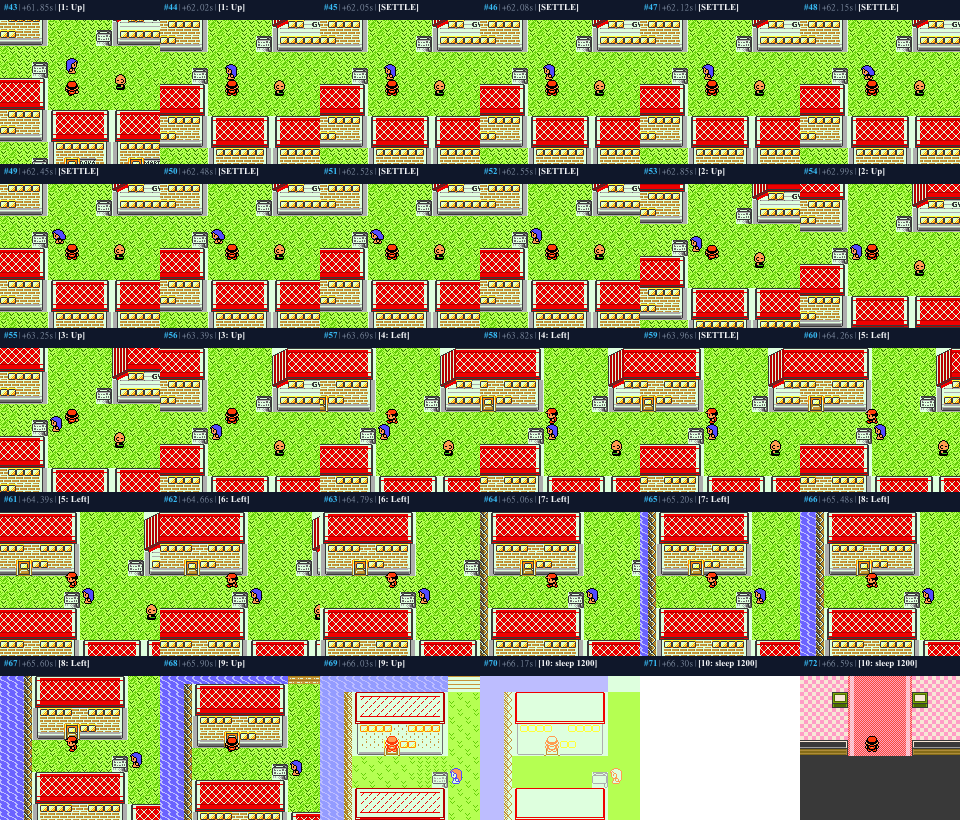 #43|+61.85s|[1: Up] #44|+62.02s|[1: Up] #45|+62.05s|[SETTLE] #46|+62.08s|[SETTLE] #47|+62.12s|[SETTLE] #48|+62.15s|[SETTLE]
#49|+62.45s|[SETTLE] #50|+62.48s|[SETTLE] #51|+62.52s|[SETTLE] #52|+62.55s|[SETTLE] #53|+62.85s|[2: Up] #54|+62.99s|[2: Up]
#55|+63.25s|[3: Up] #56|+63.39s|[3: Up] #57|+63.69s|[4: Left] #58|+63.82s|[4: Left] #59|+63.96s|[SETTLE] #60|+64.26s|[5: Left]
#61|+64.39s|[5: Left] #62|+64.66s|[6: Left] #63|+64.79s|[6: Left] #64|+65.06s|[7: Left] #65|+65.20s|[7: Left] #66|+65.48s|[8: Left]
#67|+65.60s|[8: Left] #68|+65.90s|[9: Up] #69|+66.03s|[9: Up] #70|+66.17s|[10: sleep 1200] #71|+66.30s|[10: sleep 1200] #72|+66.59s|[10: sleep 1200]